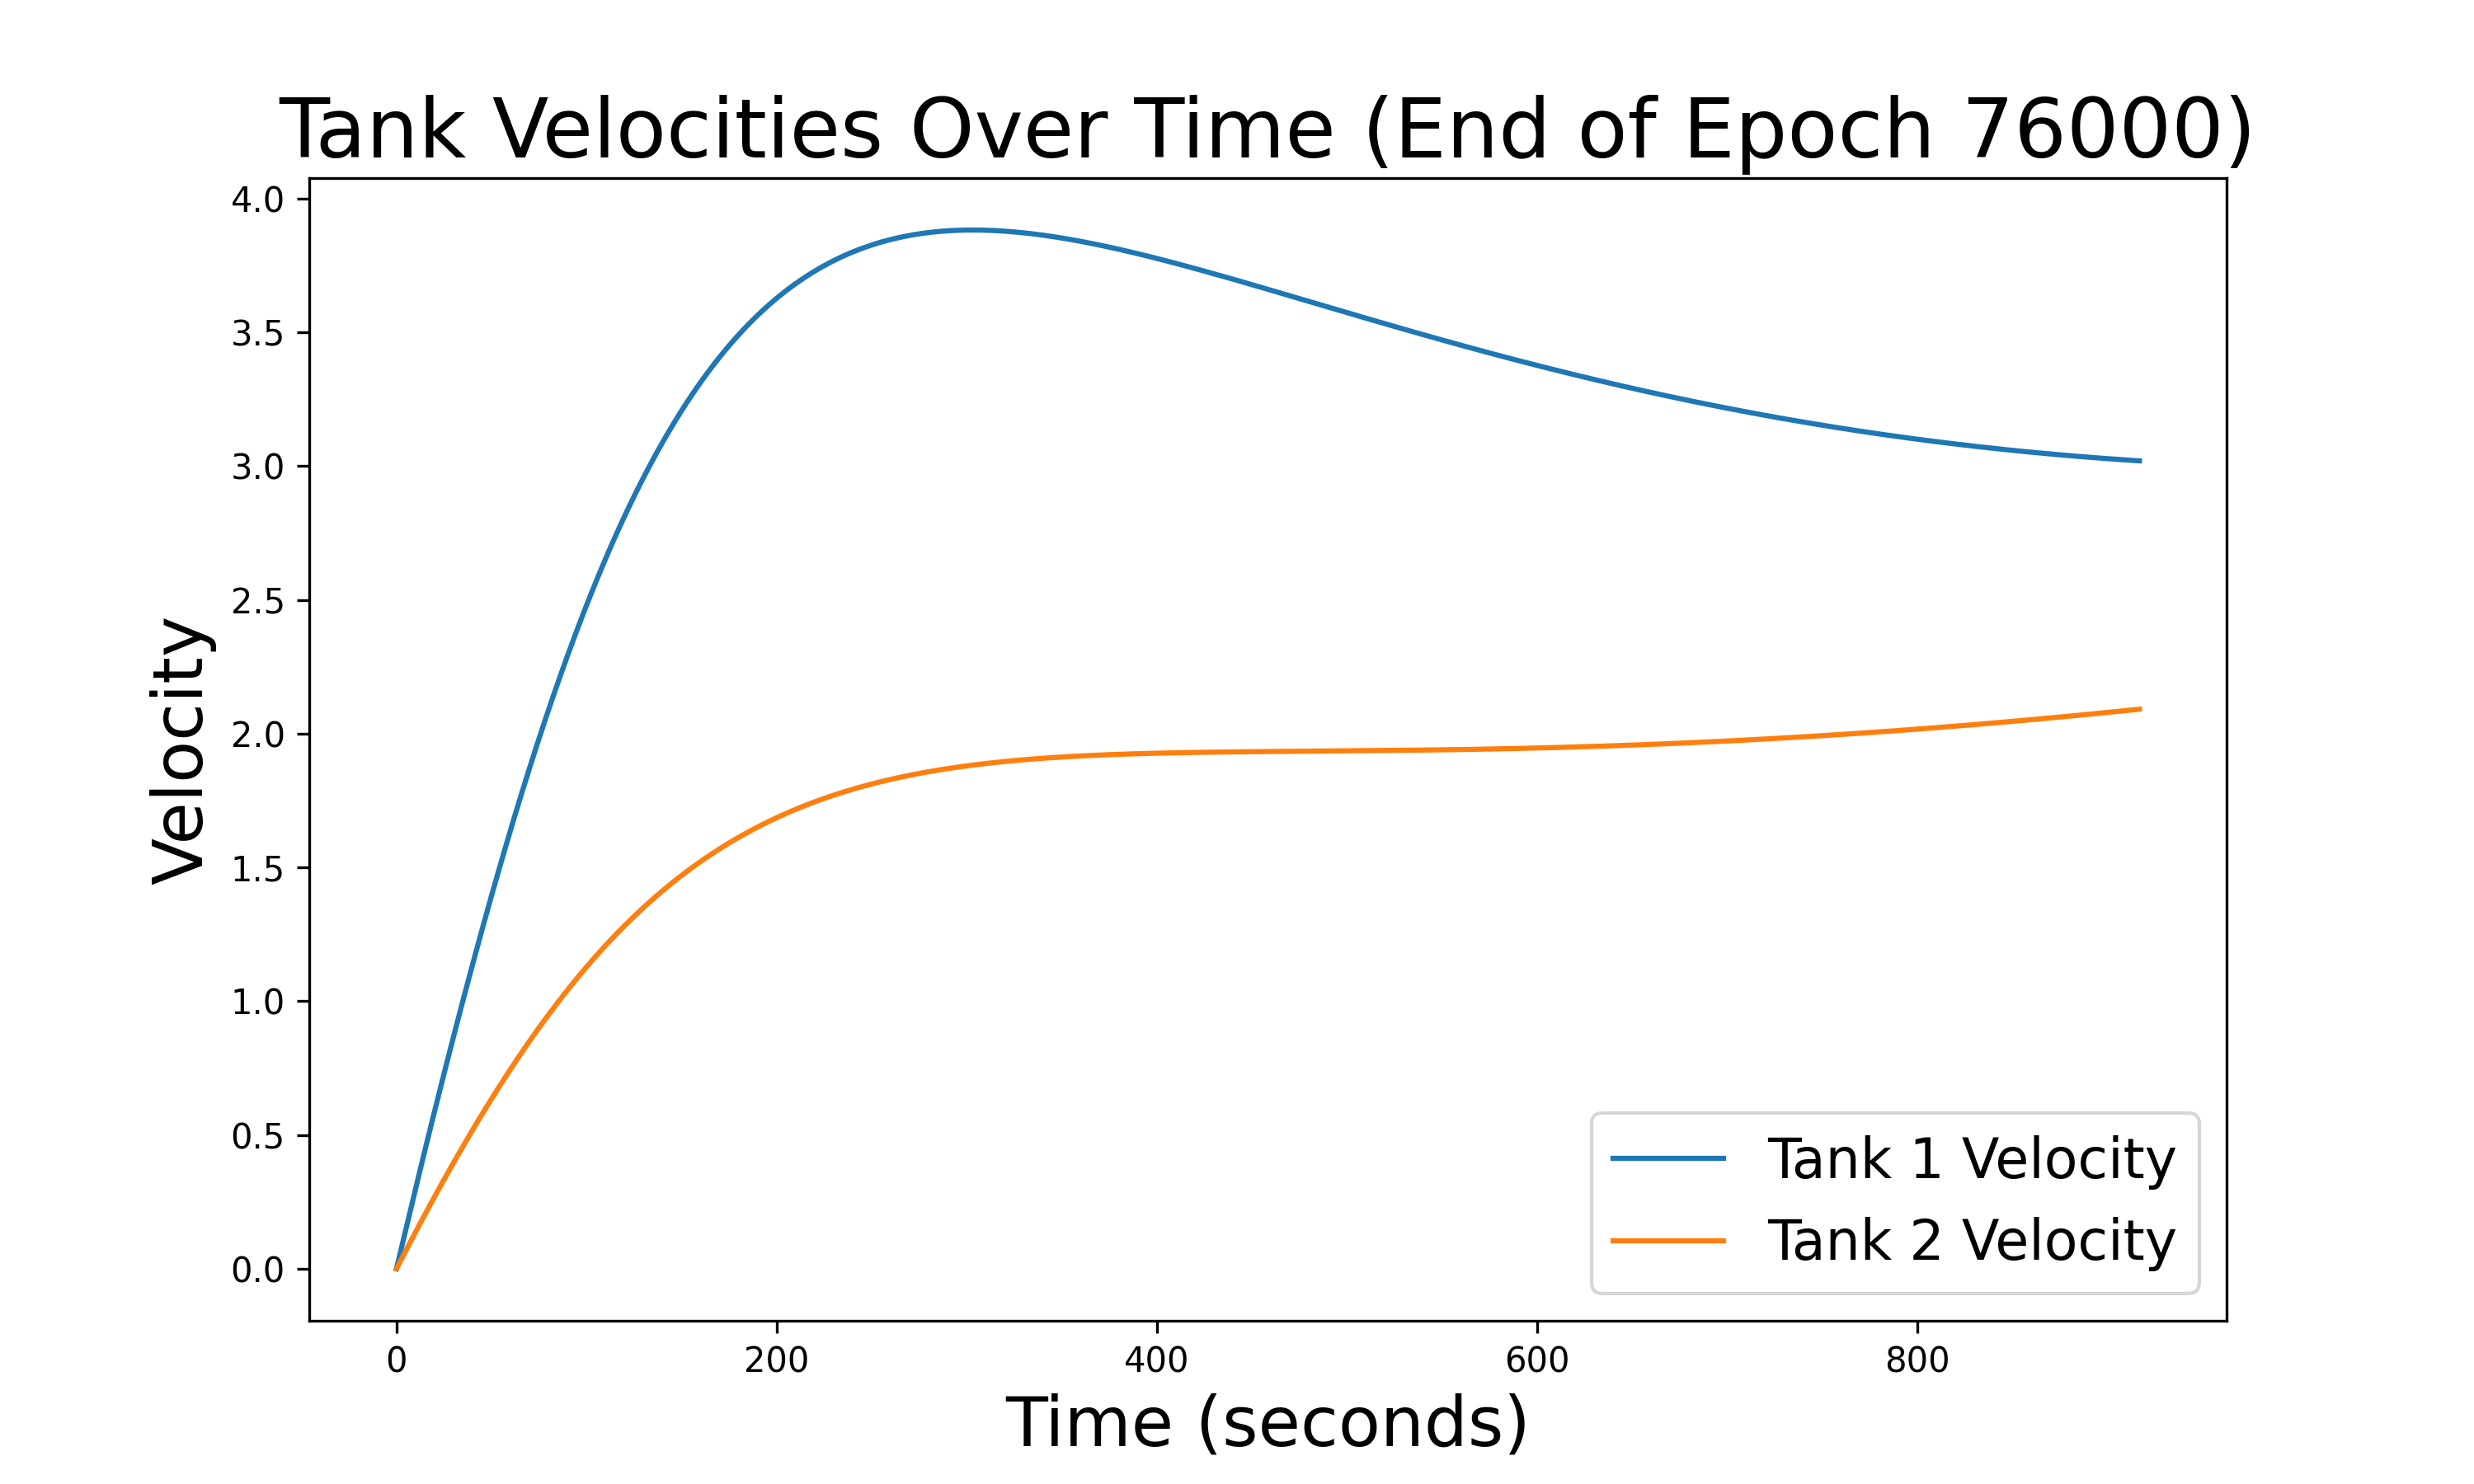 Tank Velocities Over Time (End of Epoch 76000)
4.0
3.5
3.0
2.5
2.0
1.5
1.0
0.5
0.0
Velocity
Tank 1 Velocity
Tank 2 Velocity
0 200 400 600 800
Time (seconds)